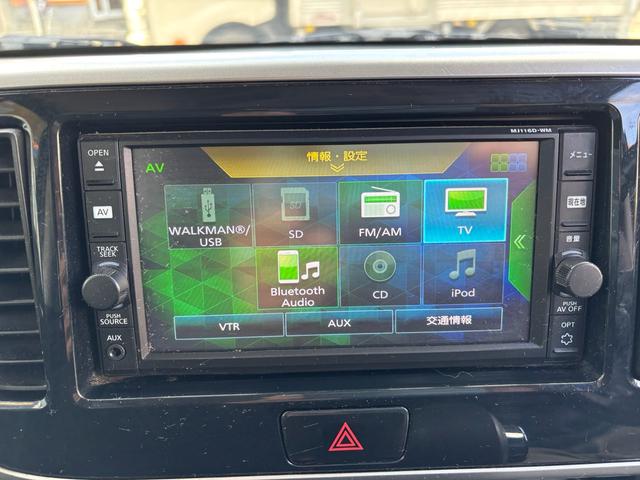 MJ116D-WM
OPEN
AV
TRACK
SEEK
PUSH
SOURCE
AUX
AV
情報・設定
WALKMAN®/
USB
SD
FM/AM
TV
Bluetooth
Audio
CD
iPod
VTR
AUX
交通情報
メニュー
現在地
音量
PUSH
AV OFF
OPT